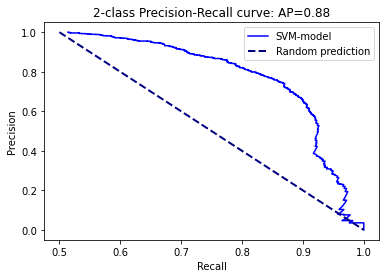 2-class Precision-Recall curve: AP=0.88
SVM-model
Random prediction
Precision
1.0
0.8
0.6
0.4
0.2
0.0
0.5 0.6 0.7 0.8 0.9 1.0
Recall